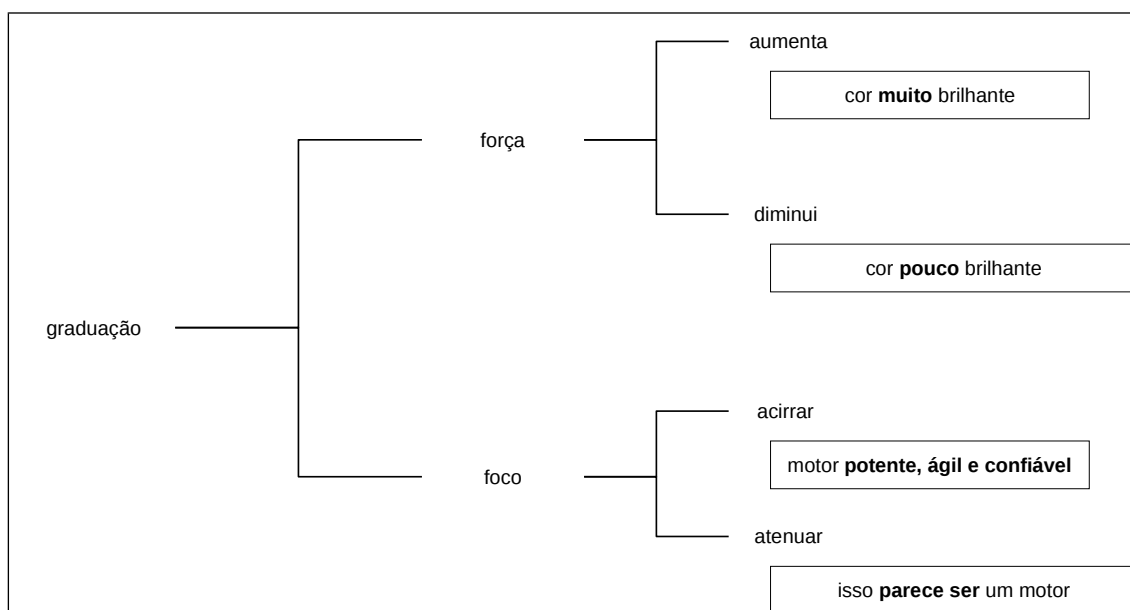 aumenta
cor muito brilhante
força
diminui
cor pouco brilhante
graduação
acirrar
motor potente, ágil e confiável
foco
atenuar
isso parece ser um motor